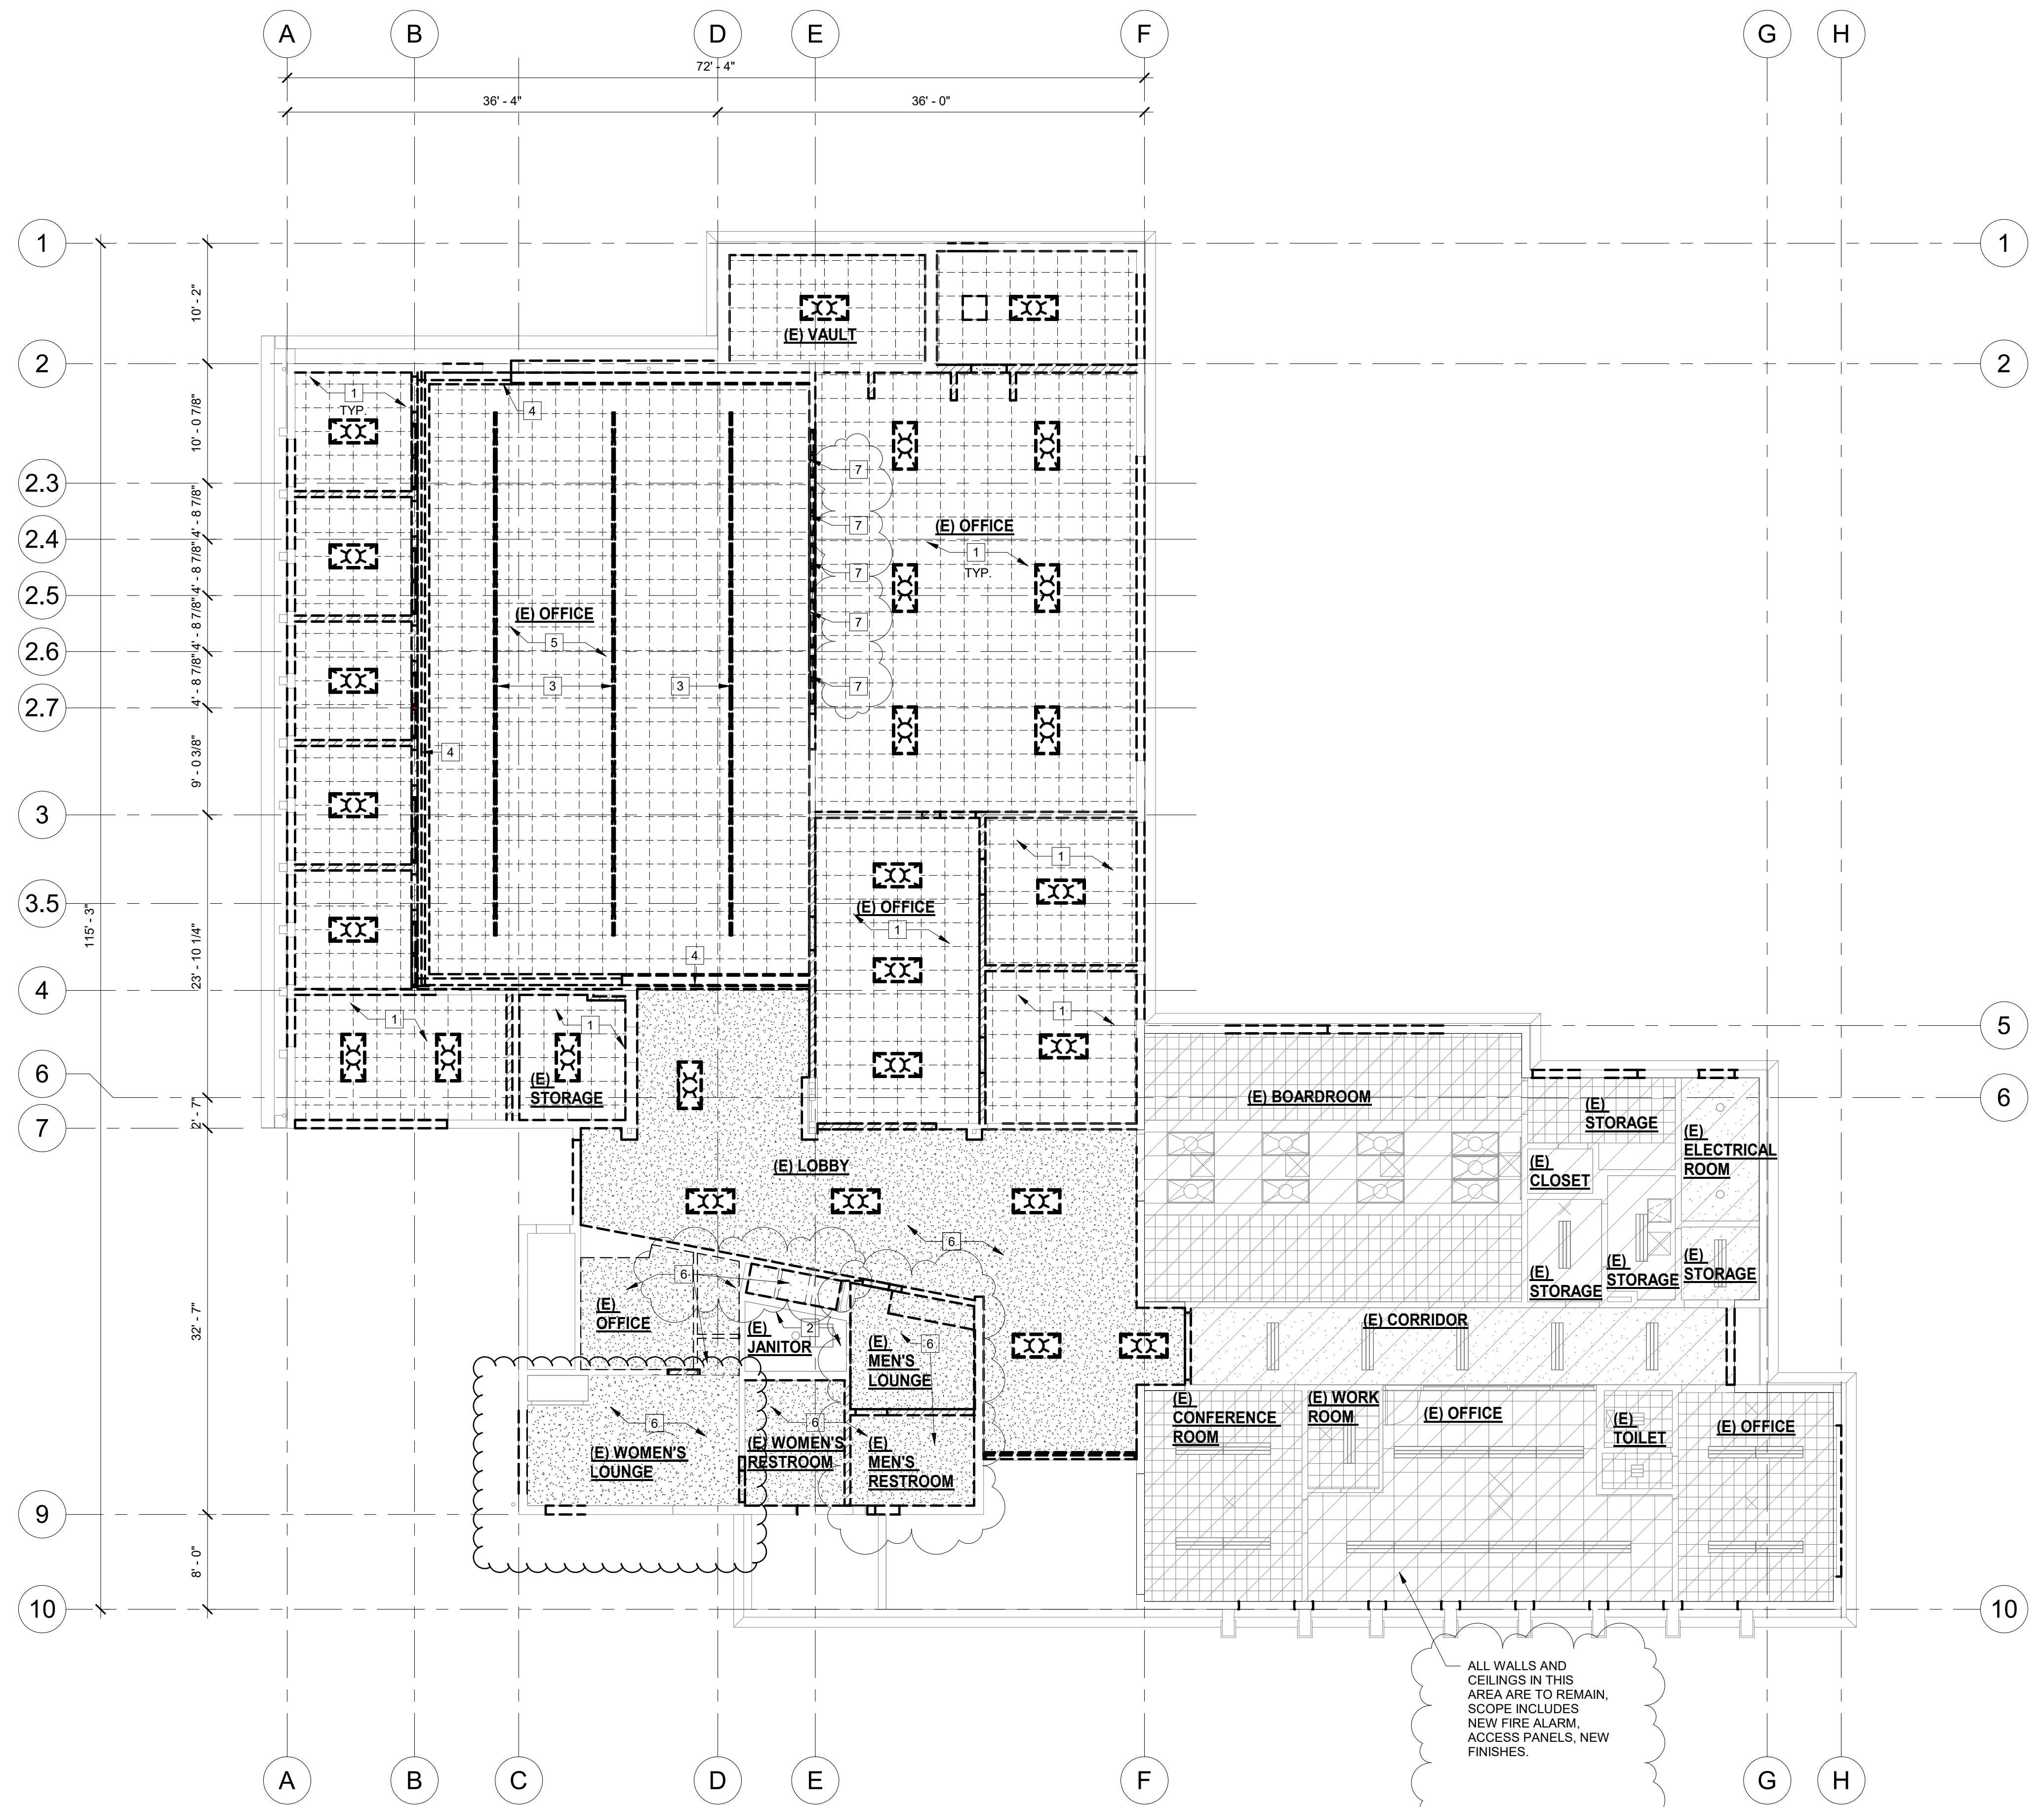 A B D E F G H
72' - 4"
36' - 4" 36' - 0"
1 1
10' - 2"
(E) VAULT
2 2
1
TYP.
4
10' - 0 7/8"
7
2.3
4' - 8 7/8"
7
(E) OFFICE
2.4
1
TYP.
4' - 8 7/8"
7
2.5
(E) OFFICE
7
4' - 8 7/8"
5
2.6
3 3 7
4' - 8 7/8"
2.7
4
9' - 0 3/8"
3
1
3.5
(E) OFFICE
115' - 3"
1
23' - 10 1/4"
4
4
1 1 1
5
6
(E)
STORAGE
(E) BOARDROOM
6
2' - 7"
7
(E)
STORAGE
(E)
ELECTRICAL
ROOM
(E) LOBBY
(E)
CLOSET
6
6
(E)
STORAGE
(E)
STORAGE
(E)
STORAGE
32' - 7"
(E)
OFFICE
(E)
JANITOR
2
(E)
MEN'S
LOUNGE
6
(E) CORRIDOR
(E)
CONFERENCE
ROOM
(E) WORK
ROOM
(E) OFFICE
(E)
TOILET
(E) OFFICE
6
6
(E) WOMEN'S
LOUNGE
(E) WOMEN'S
RESTROOM
(E)
MEN'S
RESTROOM
9
8' - 0"
10 10
ALL WALLS AND
CEILINGS IN THIS
AREA ARE TO REMAIN,
SCOPE INCLUDES
NEW FIRE ALARM,
ACCESS PANELS, NEW
FINISHES.
A B C D E F G H